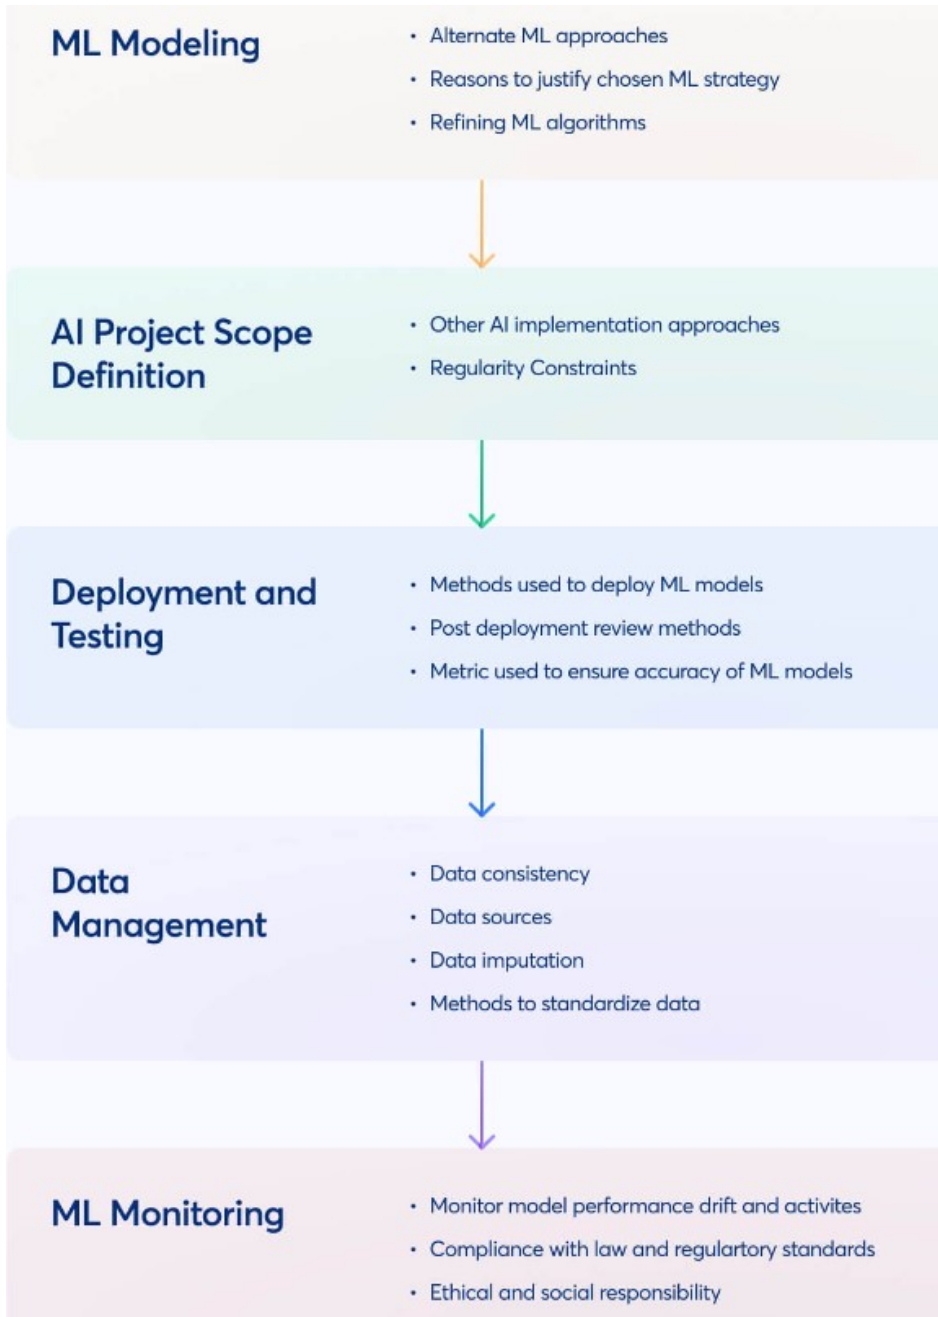 ML Modeling
• Alternate ML approaches
• Reasons to justify chosen ML strategy
• Refining ML algorithms
AI Project Scope
Definition
• Other AI implementation approaches
• Regularity Constraints
Deployment and
Testing
• Methods used to deploy ML models
• Post deployment review methods
• Metric used to ensure accuracy of ML models
Data
Management
• Data consistency
• Data sources
• Data imputation
• Methods to standardize data
ML Monitoring
• Monitor model performance drift and activites
• Compliance with law and regulartory standards
• Ethical and social responsibility